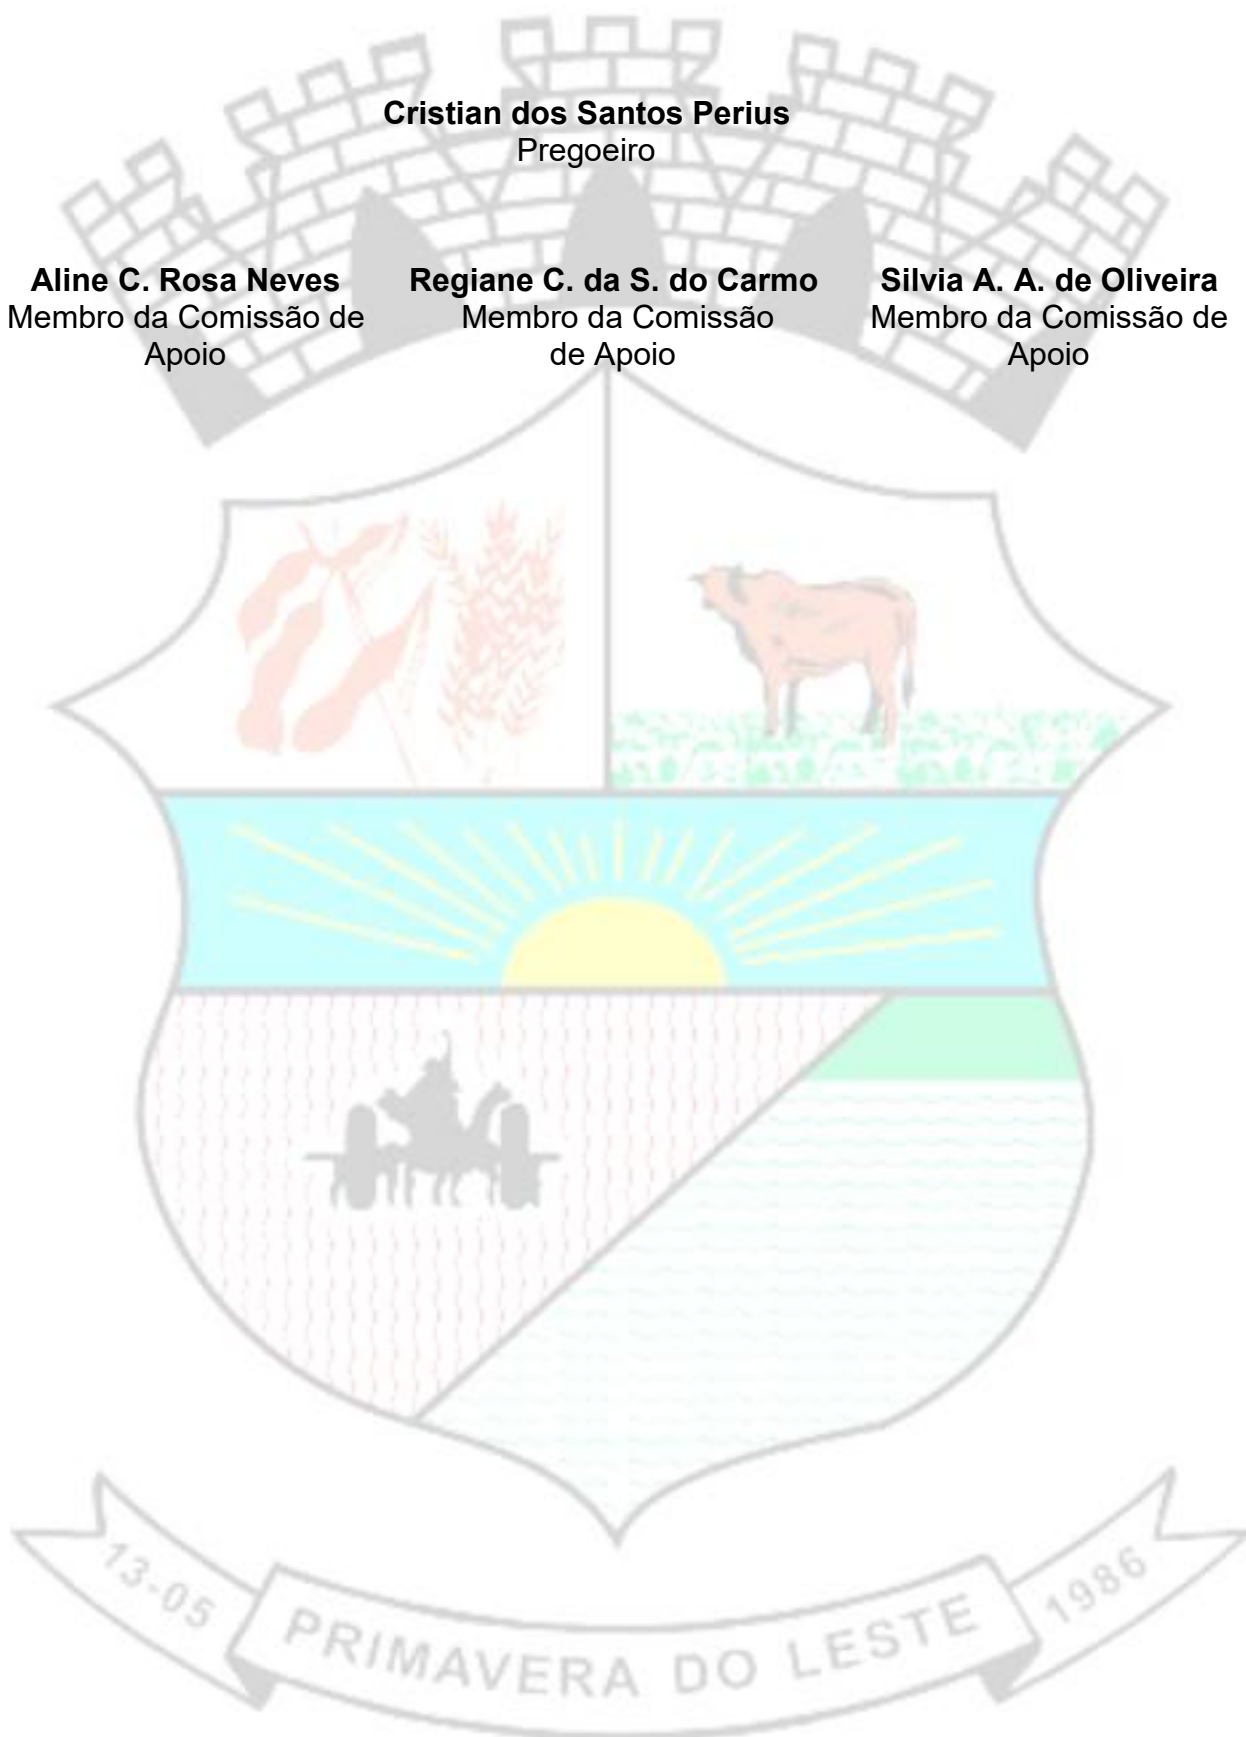 Cristian dos Santos Perius
Pregoeiro
Aline C. Rosa Neves
Membro da Comissão de
Apoio
Regiane C. da S. do Carmo
Membro da Comissão
de Apoio
Silvia A. A. de Oliveira
Membro da Comissão de
Apoio
13-05
PRIMAVERA DO LESTE
1986